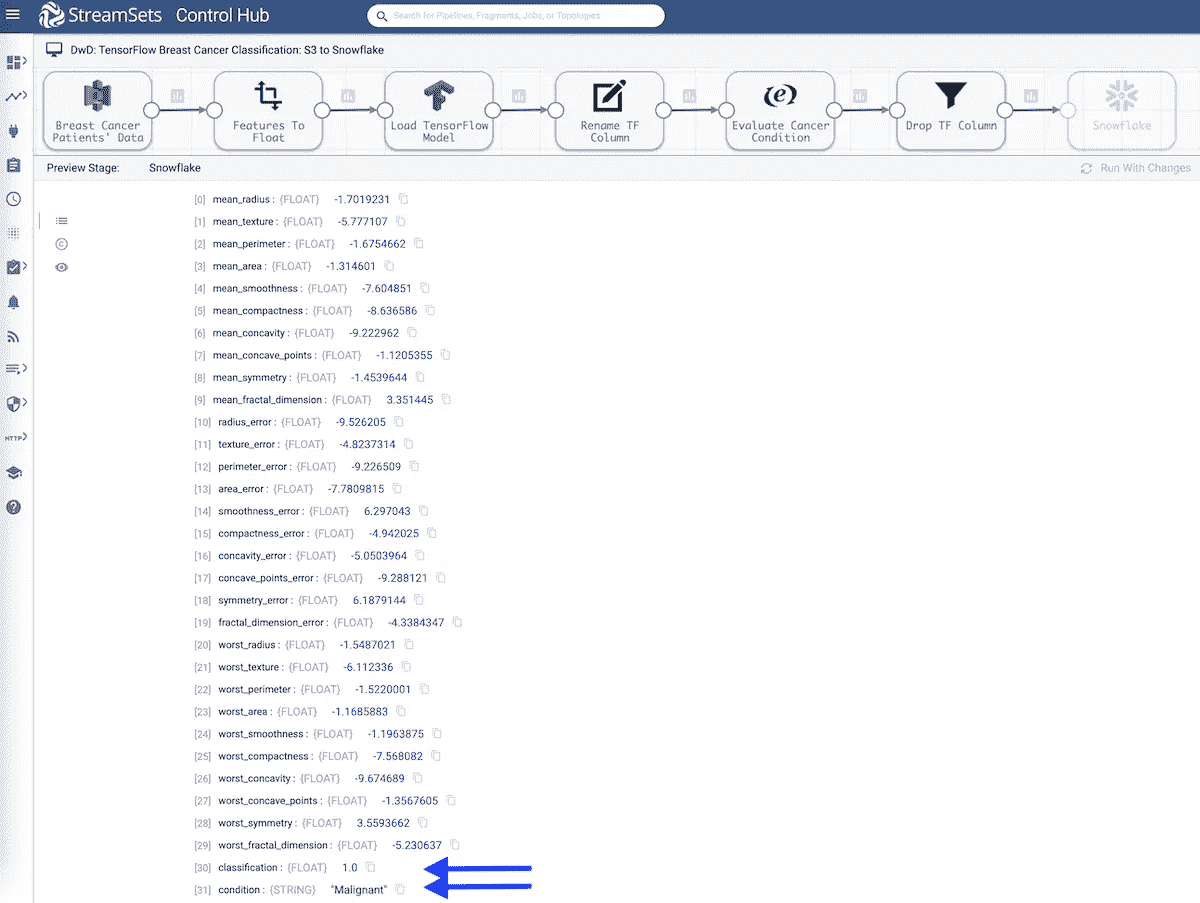 StreamSets Control Hub
Search for Pipelines, Fragments, Jobs, or Topologies
DwD: TensorFlow Breast Cancer Classification: S3 to Snowflake
Breast Cancer
Patients' Data
Features To
Float
Load TensorFlow
Model
Rename TF
Column
Evaluate Cancer
Condition
Drop TF Column
Snowflake
Preview Stage: Snowflake
Run With Changes
[0] mean_radius : {FLOAT} -1.7019231
[1] mean_texture : {FLOAT} -5.777107
[2] mean_perimeter : {FLOAT} -1.6754662
[3] mean_area : {FLOAT} -1.314601
[4] mean_smoothness : {FLOAT} -7.604851
[5] mean_compactness : {FLOAT} -8.636586
[6] mean_concavity : {FLOAT} -9.222962
[7] mean_concave_points : {FLOAT} -1.1205355
[8] mean_symmetry : {FLOAT} -1.4539644
[9] mean_fractal_dimension : {FLOAT} 3.351445
[10] radius_error : {FLOAT} -9.526205
[11] texture_error : {FLOAT} -4.8237314
[12] perimeter_error : {FLOAT} -9.226509
[13] area_error : {FLOAT} -7.7809815
[14] smoothness_error : {FLOAT} 6.297043
[15] compactness_error : {FLOAT} -4.942025
[16] concavity_error : {FLOAT} -5.0503964
[17] concave_points_error : {FLOAT} -9.288121
[18] symmetry_error : {FLOAT} 6.1879144
[19] fractal_dimension_error : {FLOAT} -4.3384347
[20] worst_radius : {FLOAT} -1.5487021
[21] worst_texture : {FLOAT} -6.112336
[22] worst_perimeter : {FLOAT} -1.5220001
[23] worst_area : {FLOAT} -1.1685883
[24] worst_smoothness : {FLOAT} -1.1963875
[25] worst_compactness : {FLOAT} -7.568082
[26] worst_concavity : {FLOAT} -9.674689
[27] worst_concave_points : {FLOAT} -1.3567605
[28] worst_symmetry : {FLOAT} 3.5593662
[29] worst_fractal_dimension : {FLOAT} -5.230637
[30] classification : {FLOAT} 1.0
[31] condition : {STRING} "Malignant"
HTTP